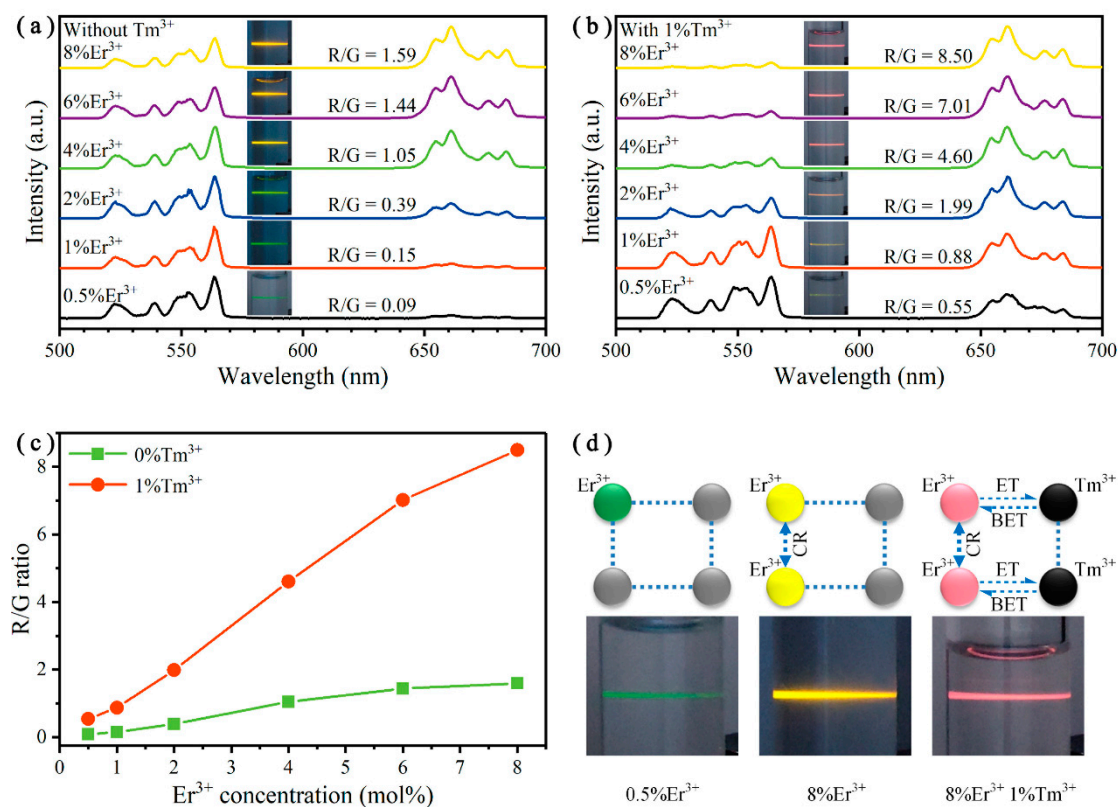 (a)
Without Tm³⁺
8%Er³⁺
R/G = 1.59
6%Er³⁺
R/G = 1.44
4%Er³⁺
R/G = 1.05
2%Er³⁺
R/G = 0.39
1%Er³⁺
R/G = 0.15
0.5%Er³⁺
R/G = 0.09
Intensity (a.u.)
500 550 600 650 700
Wavelength (nm)
(b)
With 1%Tm³⁺
8%Er³⁺
R/G = 8.50
6%Er³⁺
R/G = 7.01
4%Er³⁺
R/G = 4.60
2%Er³⁺
R/G = 1.99
1%Er³⁺
R/G = 0.88
0.5%Er³⁺
R/G = 0.55
Intensity (a.u.)
500 550 600 650 700
Wavelength (nm)
(c)
0%Tm³⁺
1%Tm³⁺
8
6
4
2
0
R/G ratio
0 1 2 3 4 5 6 7 8
Er³⁺ concentration (mol%)
(d)
Er³⁺
Er³⁺
CR
Er³⁺
Er³⁺ ET Tm³⁺
BET
CR
Er³⁺ ET Tm³⁺
BET
0.5%Er³⁺ 8%Er³⁺ 8%Er³⁺ 1%Tm³⁺